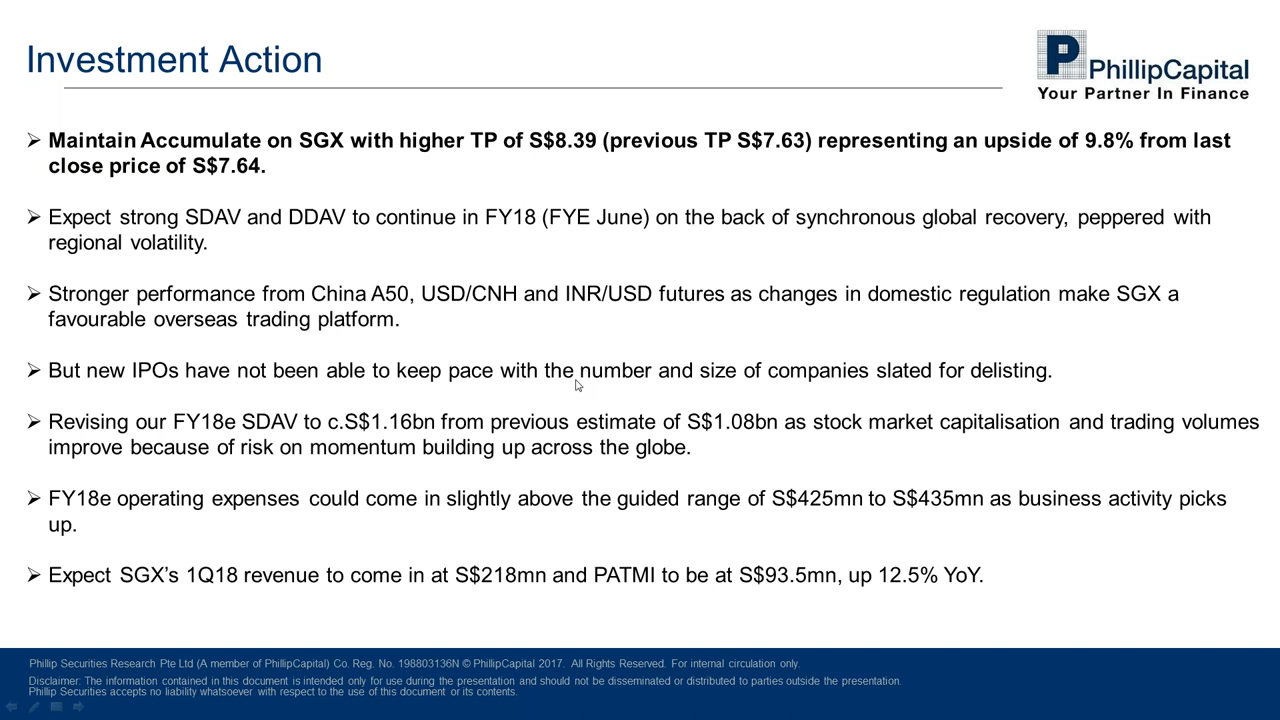 Investment Action
P PhillipCapital
Your Partner In Finance
➢ Maintain Accumulate on SGX with higher TP of S$8.39 (previous TP S$7.63) representing an upside of 9.8% from last
close price of S$7.64.
➢ Expect strong SDAV and DDAV to continue in FY18 (FYE June) on the back of synchronous global recovery, peppered with
regional volatility.
➢ Stronger performance from China A50, USD/CNH and INR/USD futures as changes in domestic regulation make SGX a
favourable overseas trading platform.
➢ But new IPOs have not been able to keep pace with the number and size of companies slated for delisting.
➢ Revising our FY18e SDAV to c.S$1.16bn from previous estimate of S$1.08bn as stock market capitalisation and trading volumes
improve because of risk on momentum building up across the globe.
➢ FY18e operating expenses could come in slightly above the guided range of S$425mn to S$435mn as business activity picks
up.
➢ Expect SGX’s 1Q18 revenue to come in at S$218mn and PATMI to be at S$93.5mn, up 12.5% YoY.
Phillip Securities Research Pte Ltd (A member of PhillipCapital) Co. Reg. No. 198803136N © PhillipCapital 2017. All Rights Reserved. For internal circulation only.
Disclaimer: The information contained in this document is intended only for use during the presentation and should not be disseminated or distributed to parties outside the presentation.
Phillip Securities accepts no liability whatsoever with respect to the use of this document or its contents.